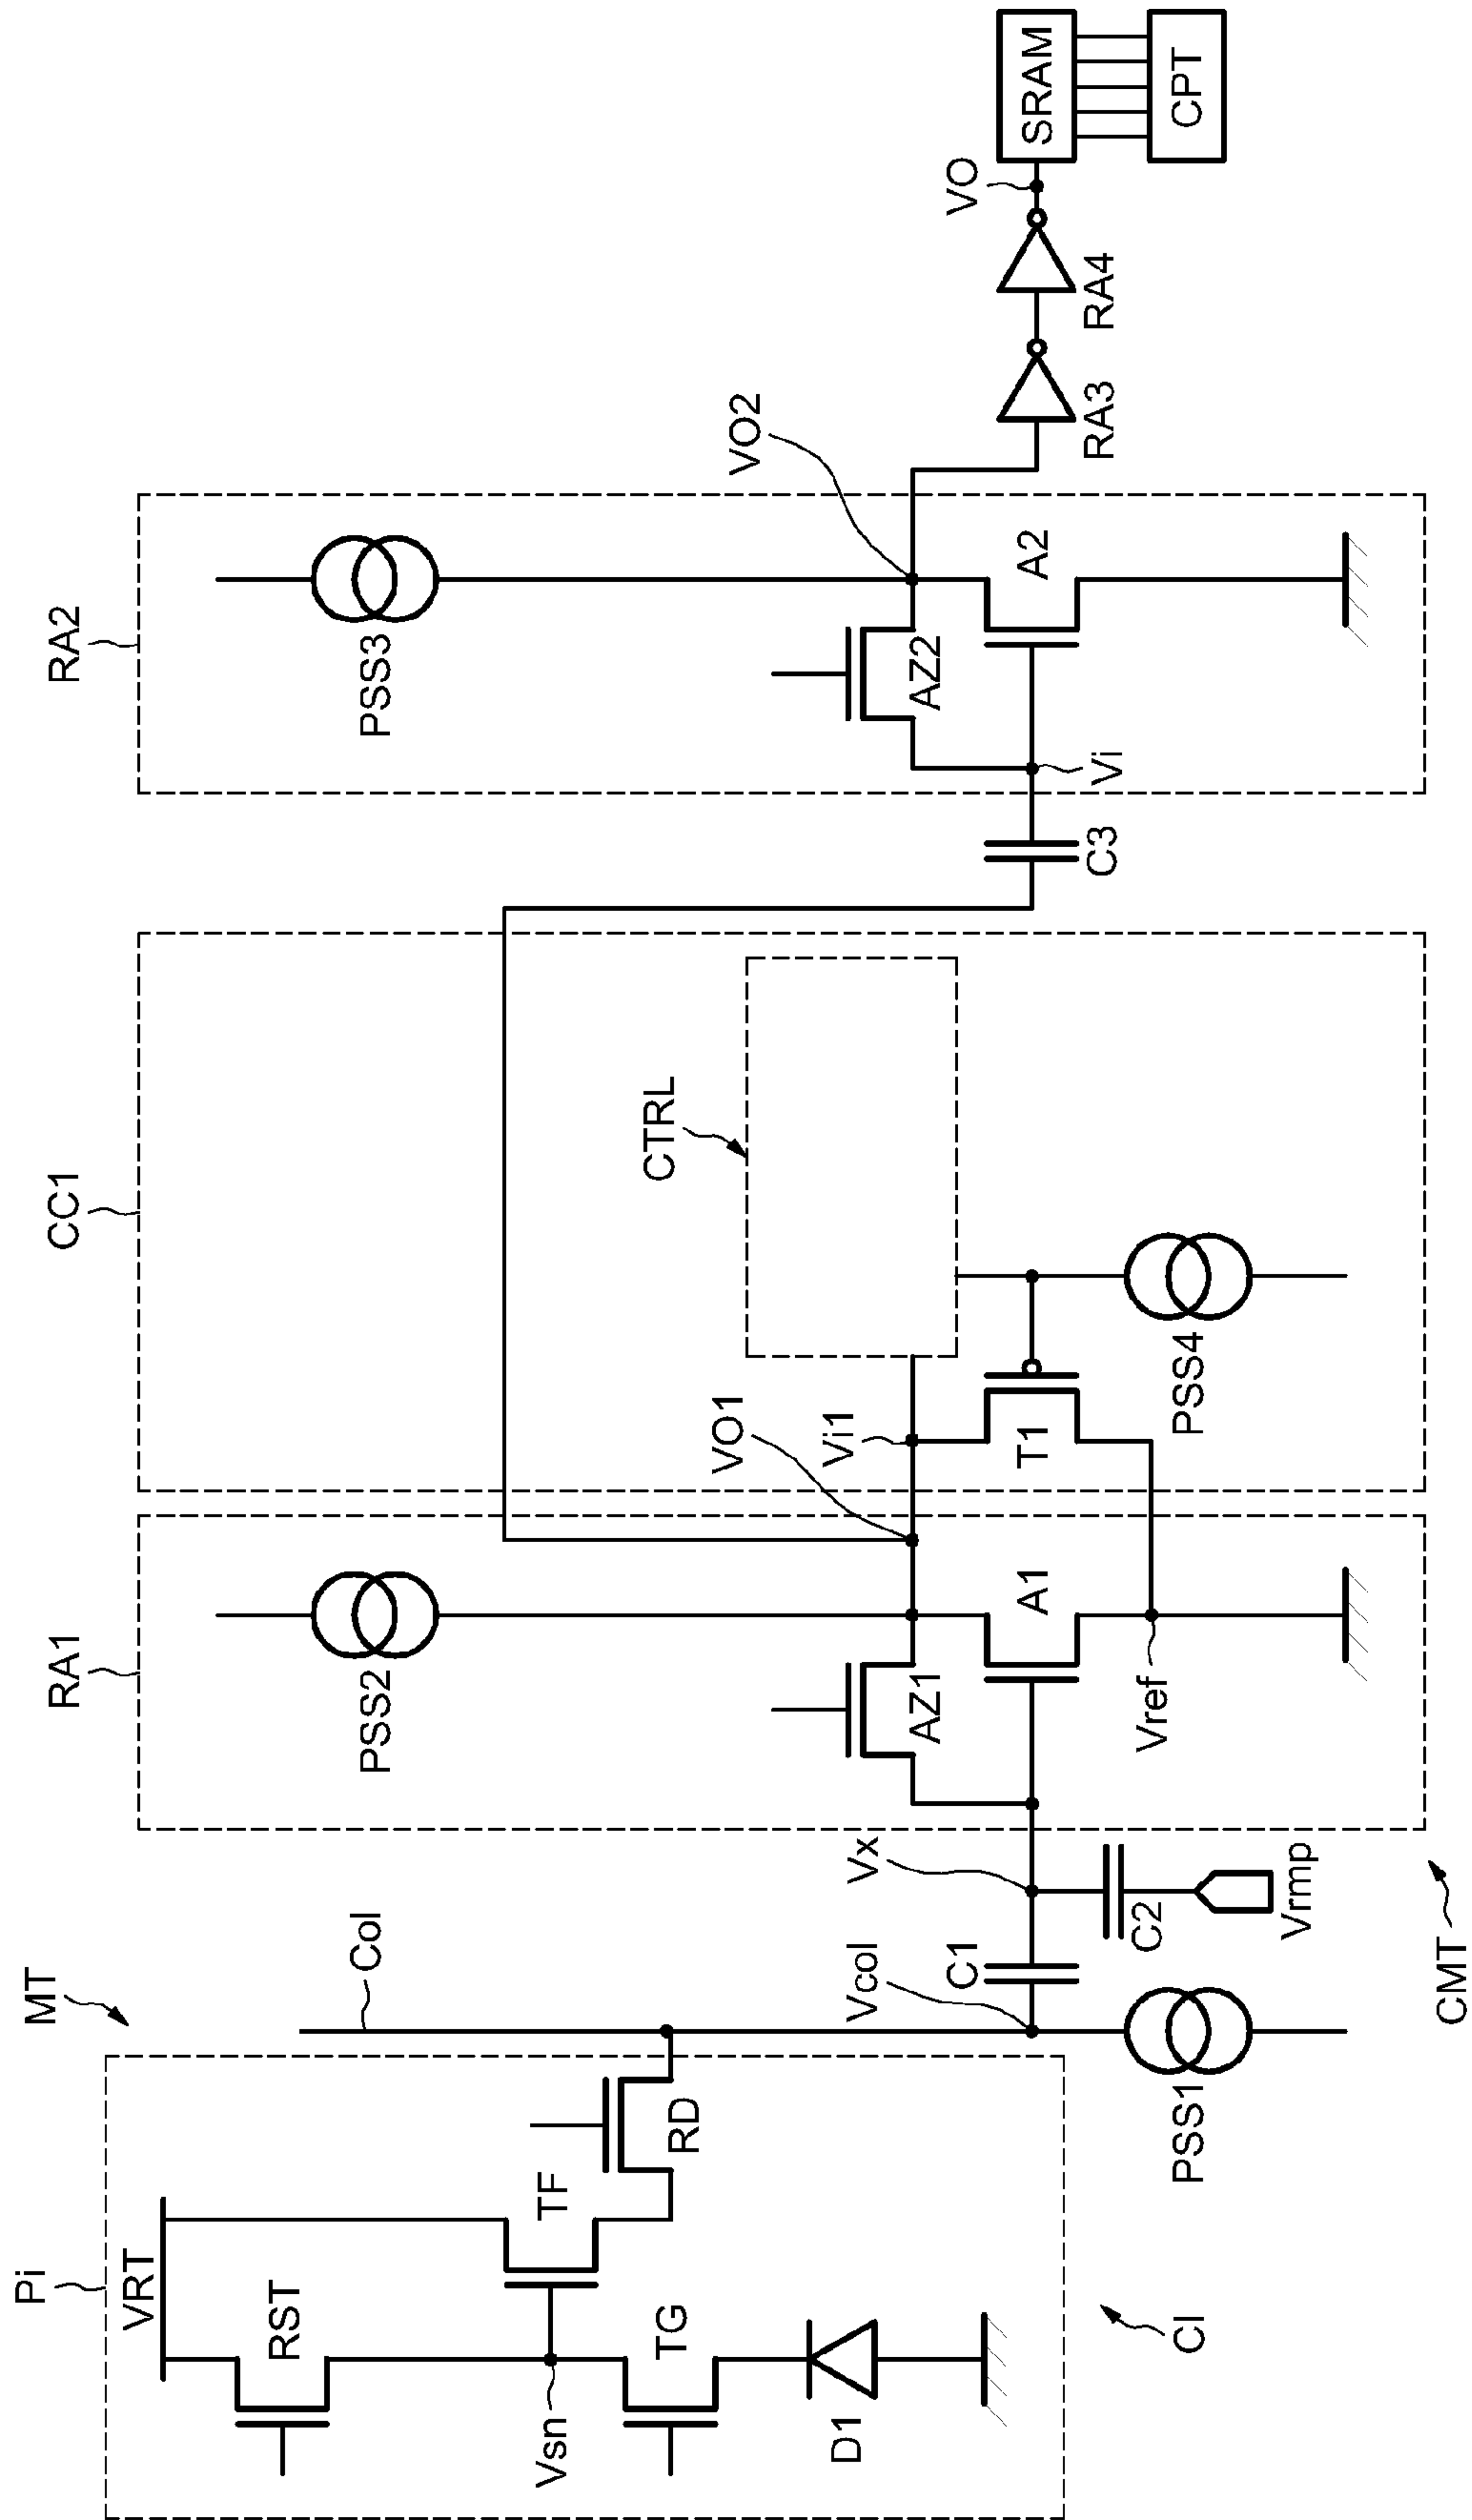 MT
Pi
VRT
RST
TF
RD
TG
Vsn
D1
CI
Col
Vcol
PSS1
C1
Vx
C2
Vrmp
CMT
RA1
PSS2
AZ1
A1
Vref
VO1
CC1
Vi1
T1
CTRL
PSS4
C3
RA2
PSS3
AZ2
A2
Vi
VO2
RA3
RA4
VO
SRAM
CPT